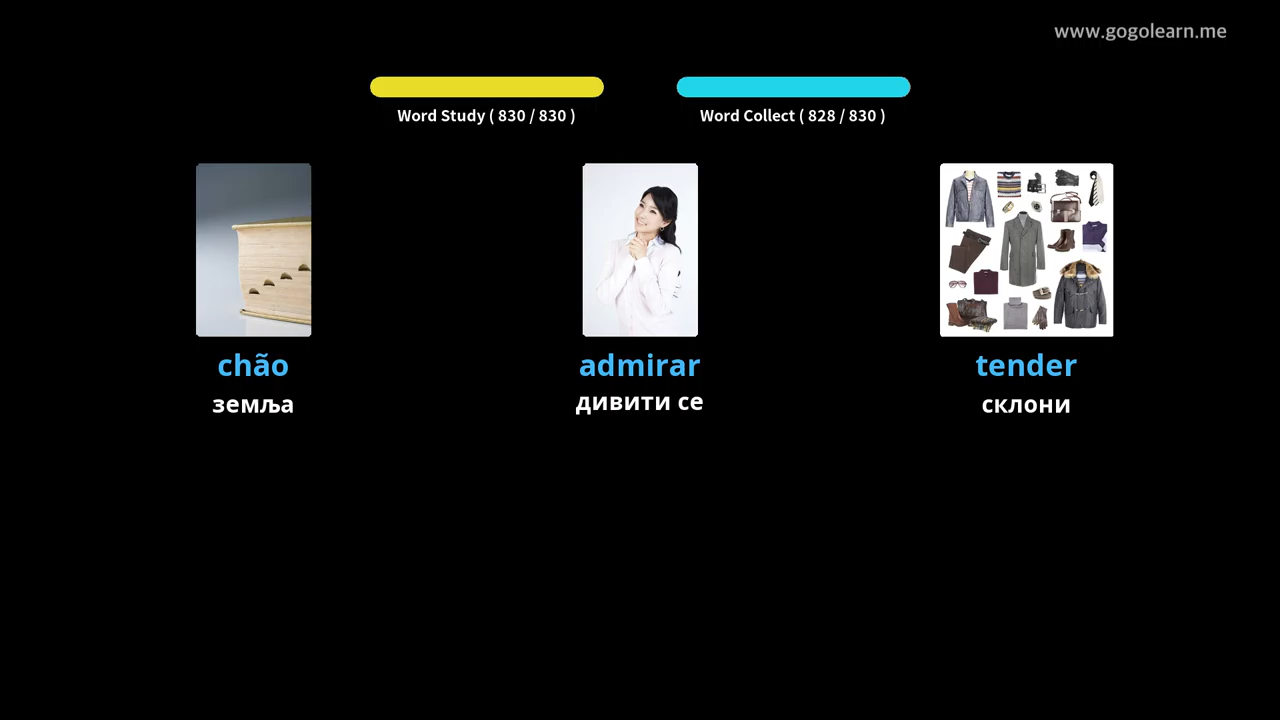 www.gogolearn.me
Word Study ( 830 / 830 )
Word Collect ( 828 / 830 )
chão
admirar
tender
земља
дивити се
склони